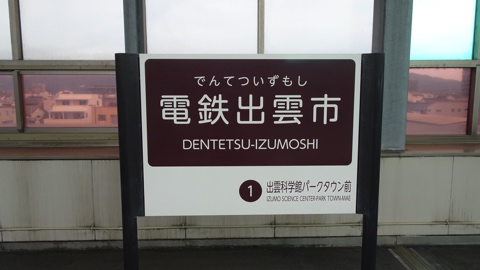 でんてついずもし
電鉄出雲市
DENTETSU-IZUMOSHI
1 出雲科学館パークタウン前
IZUMO SCIENCE CENTER-PARK TOWN-MAE